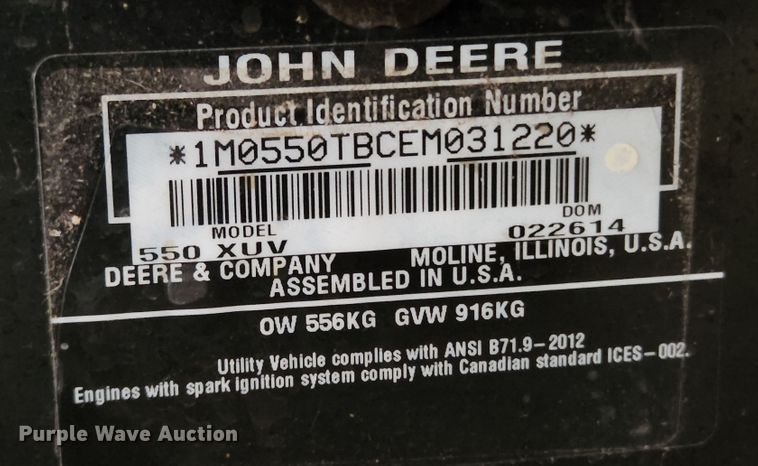 JOHN DEERE
Product Identification Number
*1M0550TBCEM031220*
MODEL DOM
550 XUV 022614
DEERE & COMPANY MOLINE, ILLINOIS, U.S.A.
ASSEMBLED IN U.S.A.
OW 556KG GVW 916KG
Utility Vehicle complies with ANSI B71.9-2012
Engines with spark ignition system comply with Canadian standard ICES-002.
Purple Wave Auction